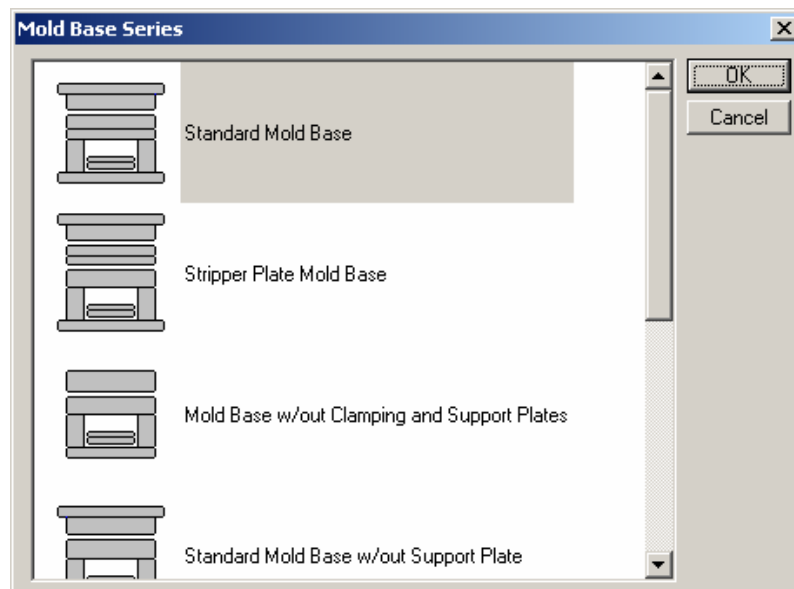 Mold Base Series
OK
Standard Mold Base
Cancel
Stripper Plate Mold Base
Mold Base w/out Clamping and Support Plates
Standard Mold Base w/out Support Plate